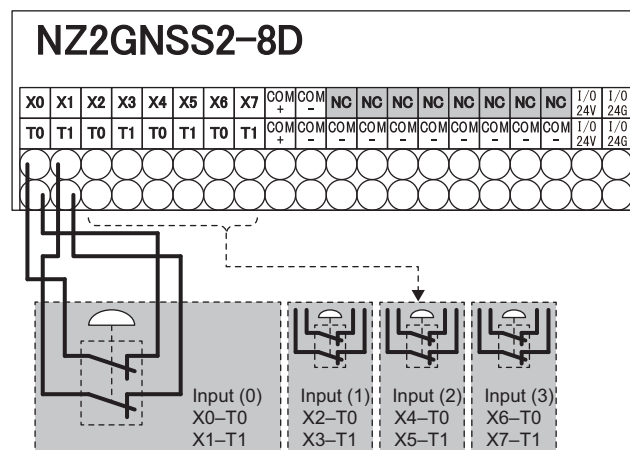 NZ2GNSS2-8D
X0 X1 X2 X3 X4 X5 X6 X7 COM + COM - NC NC NC NC NC NC NC NC I/O 24V I/O 24G
T0 T1 T0 T1 T0 T1 T0 T1 COM + COM - COM - COM - COM - COM - COM - COM - COM - COM - I/O 24V I/O 24G
Input (0)
X0–T0
X1–T1
Input (1)
X2–T0
X3–T1
Input (2)
X4–T0
X5–T1
Input (3)
X6–T0
X7–T1